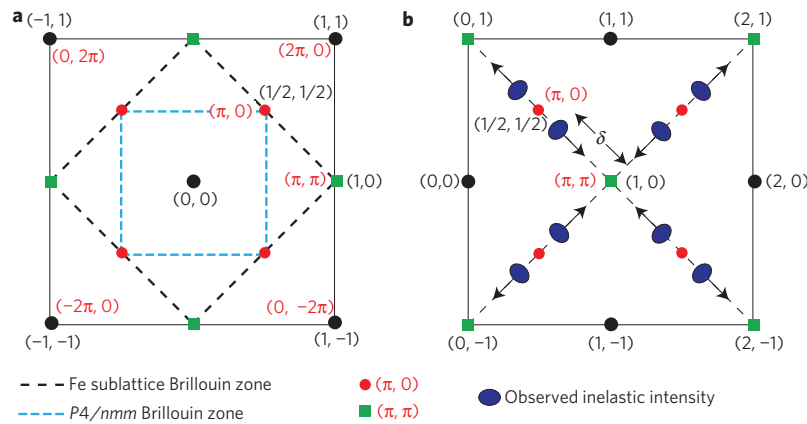 a
(−1, 1)
(1, 1)
(0, 2π)
(2π, 0)
(1/2, 1/2)
(π, 0)
(π, π)
(1,0)
(0, 0)
(−2π, 0)
(0, −2π)
(−1, −1)
(1, −1)
b
(0, 1)
(1, 1)
(2, 1)
(π, 0)
(1/2, 1/2)
δ
(0,0)
(π, π)
(1, 0)
(2, 0)
(0, −1)
(1, −1)
(2, −1)
Fe sublattice Brillouin zone
P4/nmm Brillouin zone
(π, 0)
(π, π)
Observed inelastic intensity